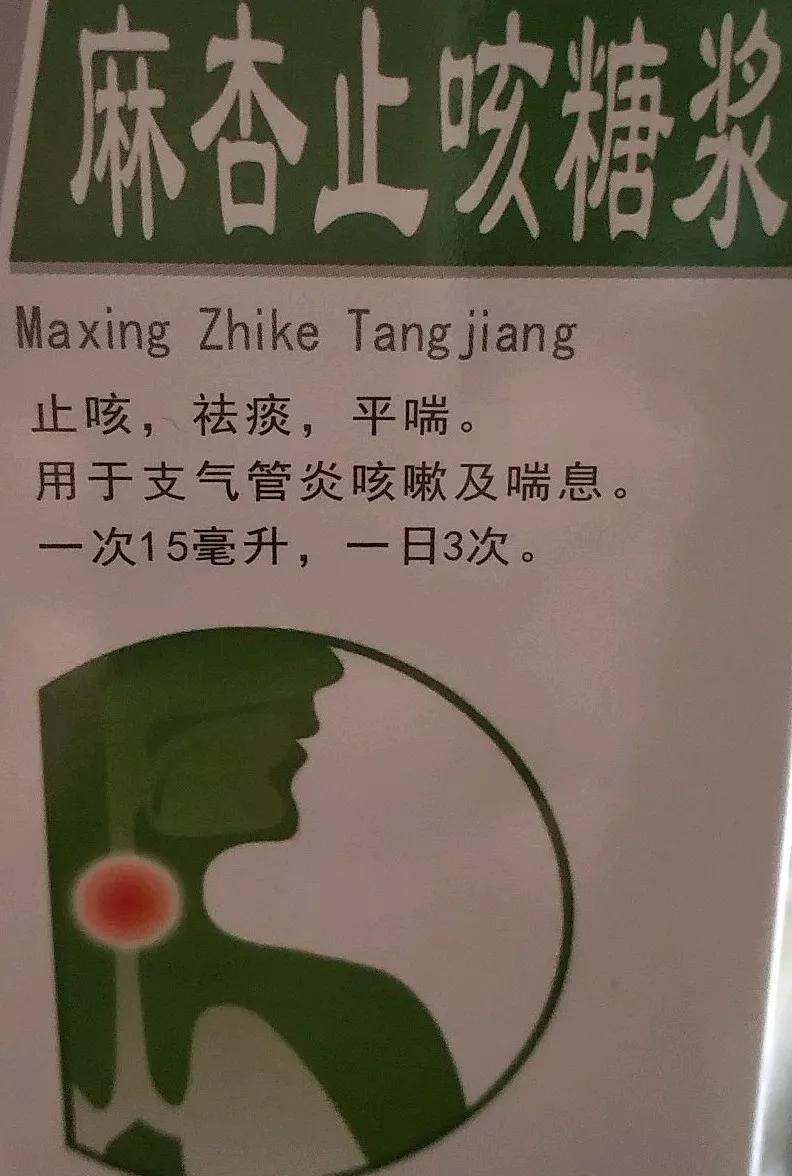 麻杏止咳糖浆
Maxing Zhike Tangjiang
止咳，祛痰，平喘。
用于支气管炎咳嗽及喘息。
一次15毫升，一日3次。